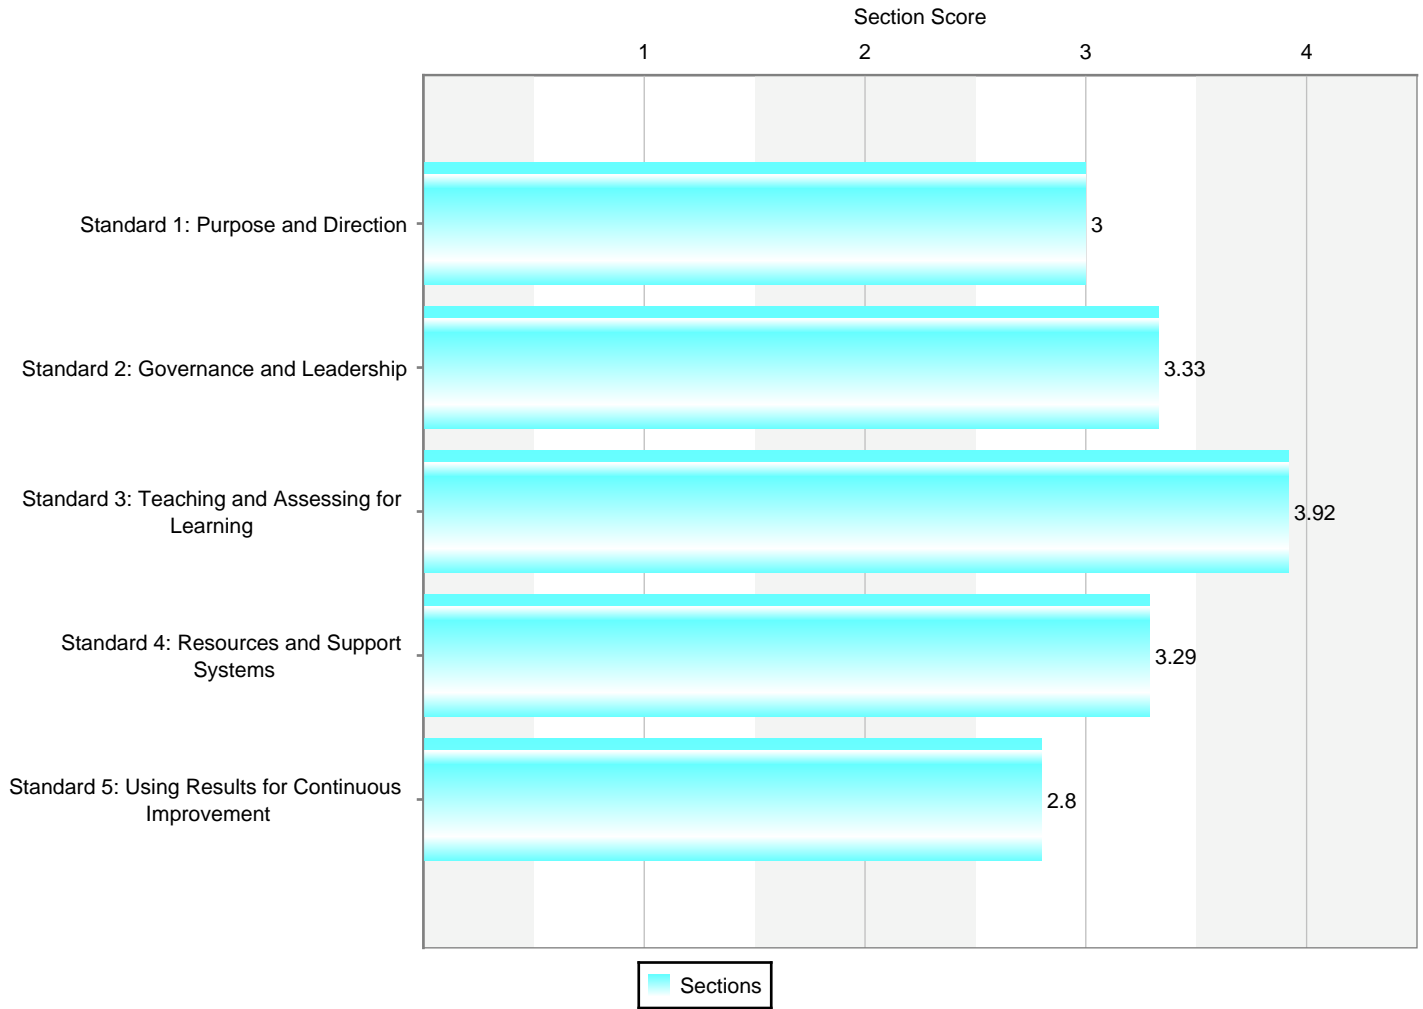 Section Score
1 2 3 4
Standard 1: Purpose and Direction
3
Standard 2: Governance and Leadership
3.33
Standard 3: Teaching and Assessing for
Learning
3.92
Standard 4: Resources and Support
Systems
3.29
Standard 5: Using Results for Continuous
Improvement
2.8
Sections